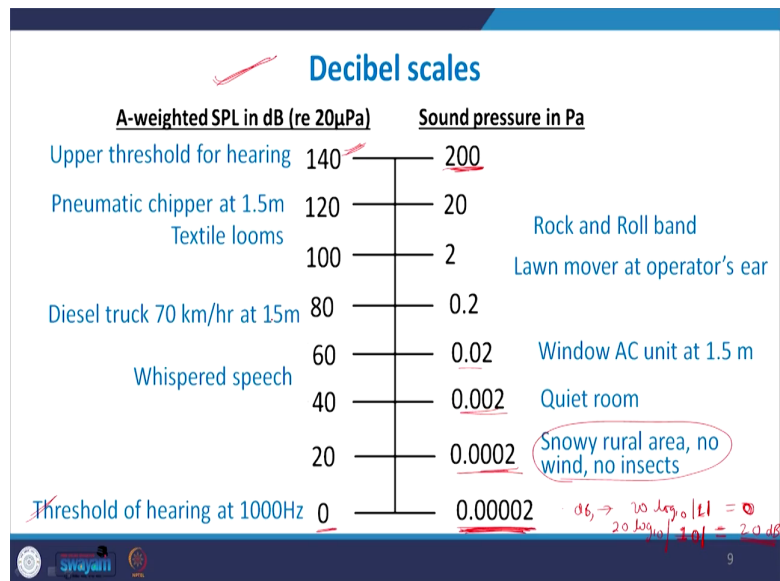 Decibel scales
A-weighted SPL in dB (re 20μPa) Sound pressure in Pa
Upper threshold for hearing 140 200
Pneumatic chipper at 1.5m 120 20
Textile looms
Rock and Roll band
100 2
Lawn mover at operator's ear
Diesel truck 70 km/hr at 15m 80 0.2
60 0.02 Window AC unit at 1.5 m
Whispered speech
40 0.002 Quiet room
20 0.0002 Snowy rural area, no
wind, no insects
Threshold of hearing at 1000Hz 0 0.00002
dB, → 20 log10 |1| = 0
20 log10 |10| = 20 dB
swayam
9